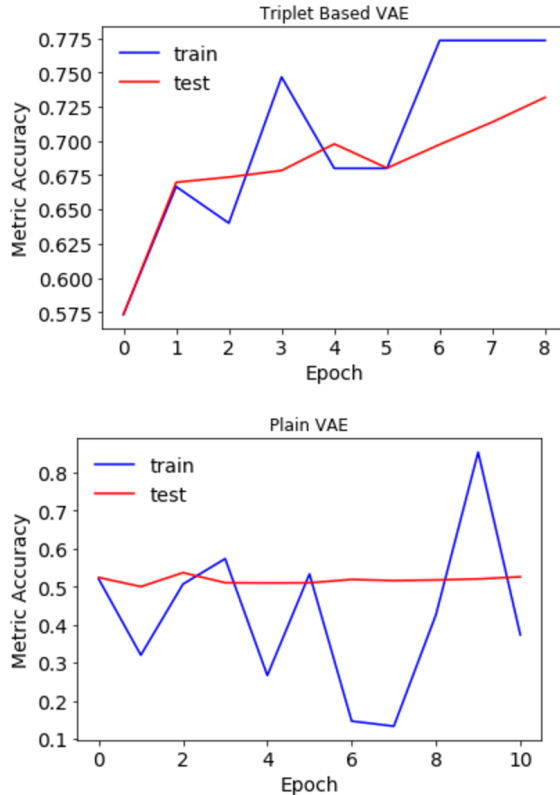 Triplet Based VAE
0.775
0.750
0.725
0.700
0.675
0.650
0.625
0.600
0.575
Metric Accuracy
train
test
0 1 2 3 4 5 6 7 8
Epoch
Plain VAE
0.8
0.7
0.6
0.5
0.4
0.3
0.2
0.1
Metric Accuracy
train
test
0 2 4 6 8 10
Epoch